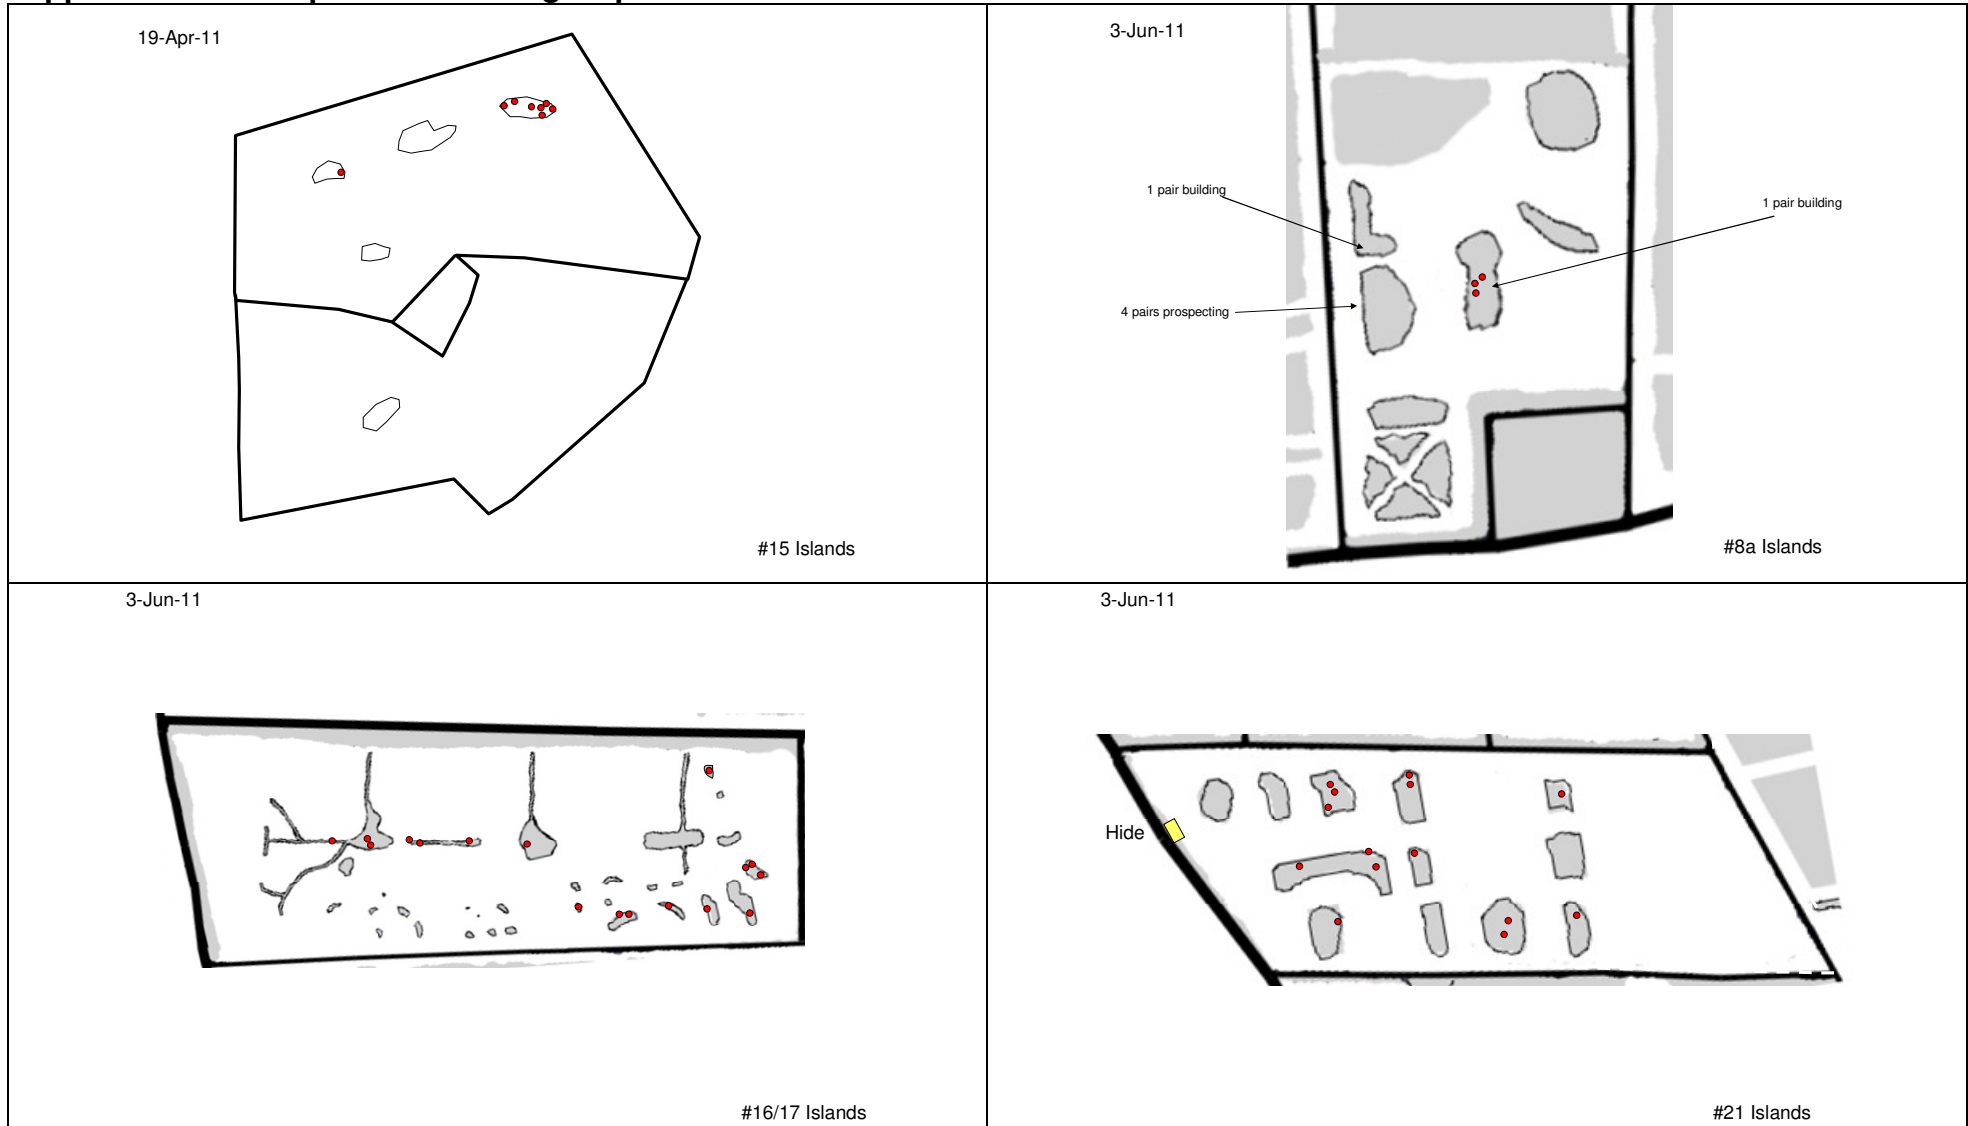 19-Apr-11
#15 Islands
3-Jun-11
1 pair building
1 pair building
4 pairs prospecting
#8a Islands
3-Jun-11
#16/17 Islands
3-Jun-11
Hide
#21 Islands